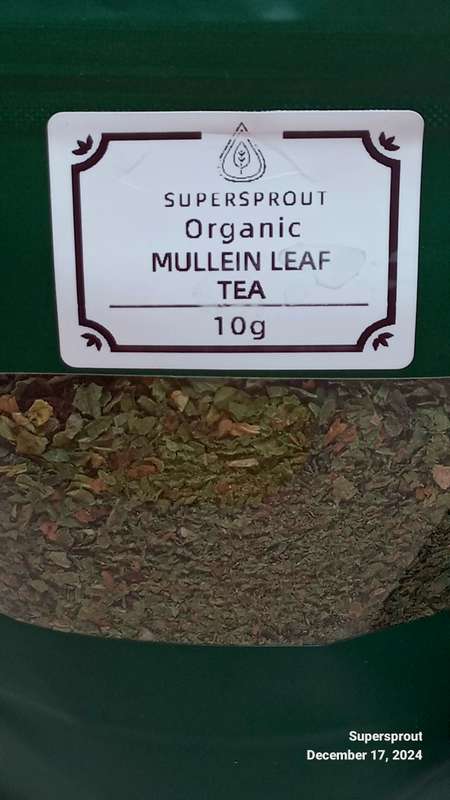 SUPERSPROUT
Organic
MULLEIN LEAF
TEA
10g
Supersprout
December 17, 2024